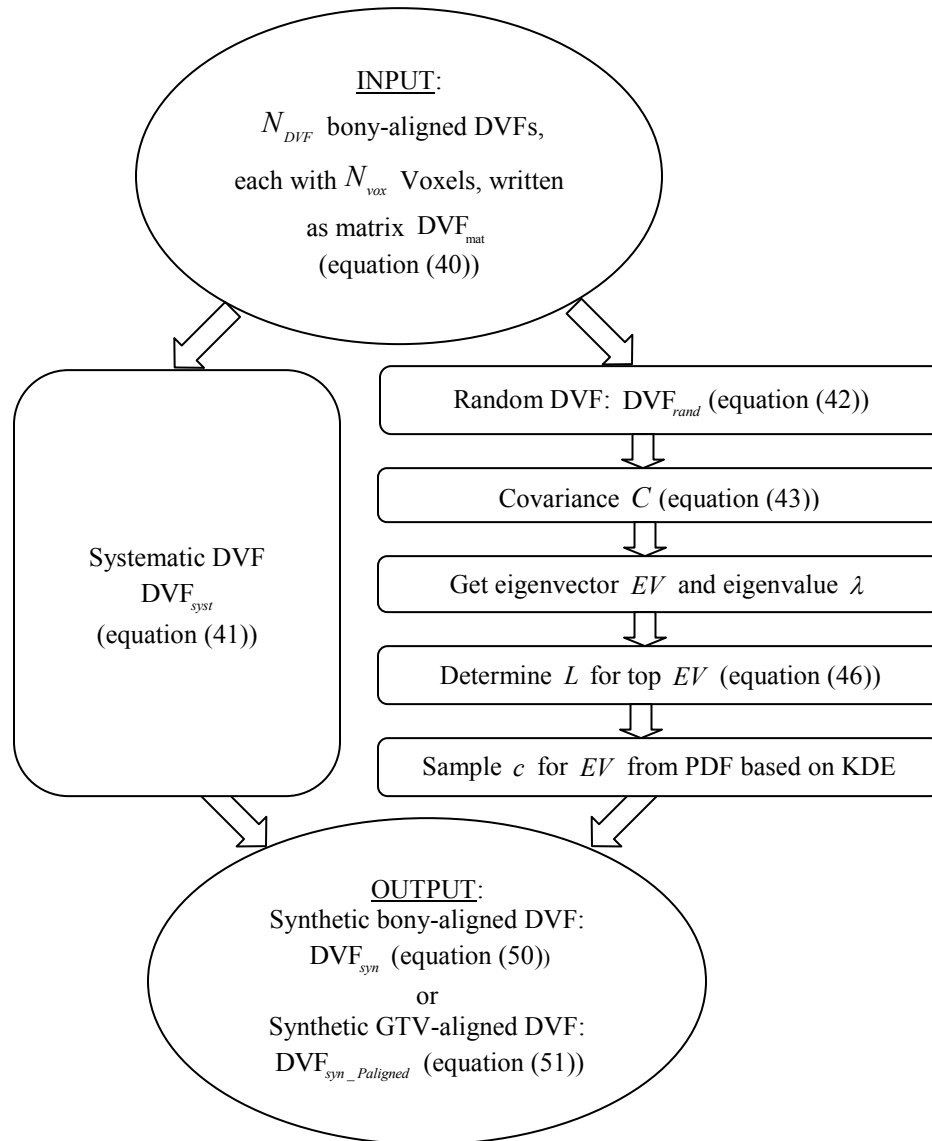 INPUT:
N_DVF bony-aligned DVFs,
each with N_vox Voxels, written
as matrix DVF_mat
(equation (40))
Systematic DVF
DVF_syst
(equation (41))
Random DVF: DVF_rand (equation (42))
Covariance C (equation (43))
Get eigenvector EV and eigenvalue λ
Determine L for top EV (equation (46))
Sample c for EV from PDF based on KDE
OUTPUT:
Synthetic bony-aligned DVF:
DVF_syn (equation (50))
or
Synthetic GTV-aligned DVF:
DVF_syn_Paligned (equation (51))